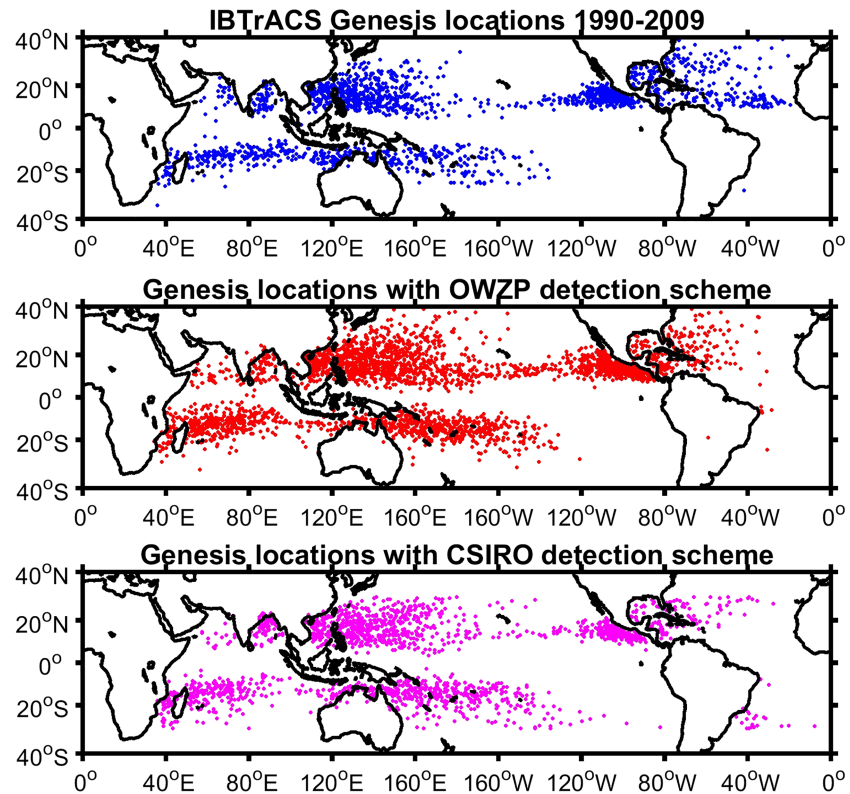 IBTrACS Genesis locations 1990-2009
40°N
20°N
0°
20°S
40°S
0° 40°E 80°E 120°E 160°E 160°W 120°W 80°W 40°W 0°
Genesis locations with OWZP detection scheme
40°N
20°N
0°
20°S
40°S
0° 40°E 80°E 120°E 160°E 160°W 120°W 80°W 40°W 0°
Genesis locations with CSIRO detection scheme
40°N
20°N
0°
20°S
40°S
0° 40°E 80°E 120°E 160°E 160°W 120°W 80°W 40°W 0°